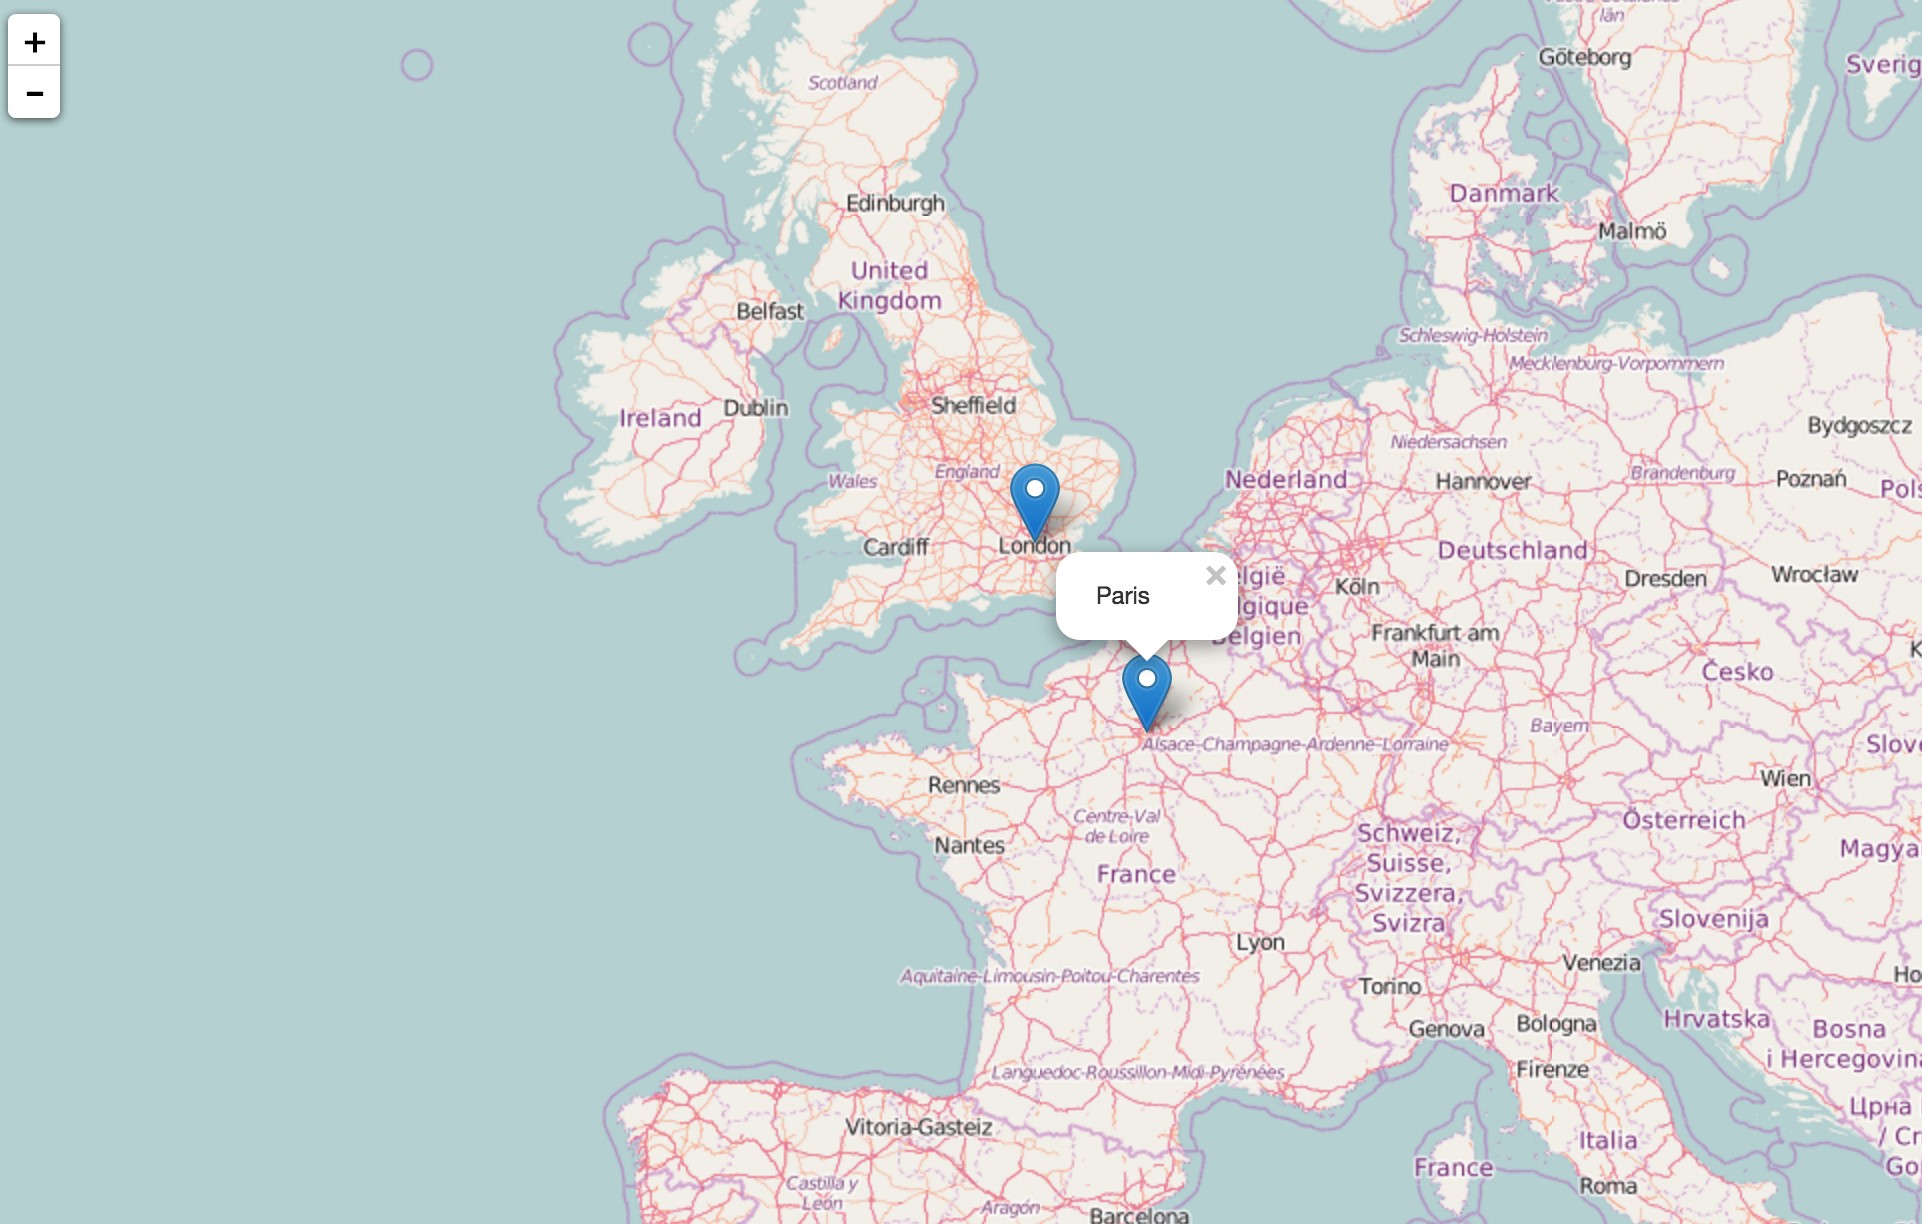 +
-
Scotland
Göteborg
län
Sverig
Edinburgh
Danmark
Malmö
United
Kingdom
Belfast
Schleswig-Holstein
Mecklenburg-Vorpommern
Ireland
Dublin
Sheffield
Bydgoszcz
Niedersachsen
Wales
England
Nederland
Hannover
Brandenburg
Poznań
Pols
Cardiff
London
Deutschland
Paris
×
elgië
lgique
Belgien
Köln
Dresden
Wrocław
Frankfurt am
Main
Česko
K
Alsace-Champagne-Ardenne-Lorraine
Bayern
Slove
Rennes
Wien
Centre-Val
de Loire
Österreich
Nantes
France
Schweiz,
Suisse,
Svizzera,
Svizra
Magya
Slovenija
Lyon
Venezia
Aquitaine-Limousin-Poitou-Charentes
Torino
Ho
Genova
Bologna
Hrvatska
Bosna
i Hercegovina
Firenze
Languedoc-Roussillon-Midi-Pyrénées
Црна
/ Cr
Go
Vitoria-Gasteiz
Italia
France
Roma
Castilla y
León
Aragón
Barcelona